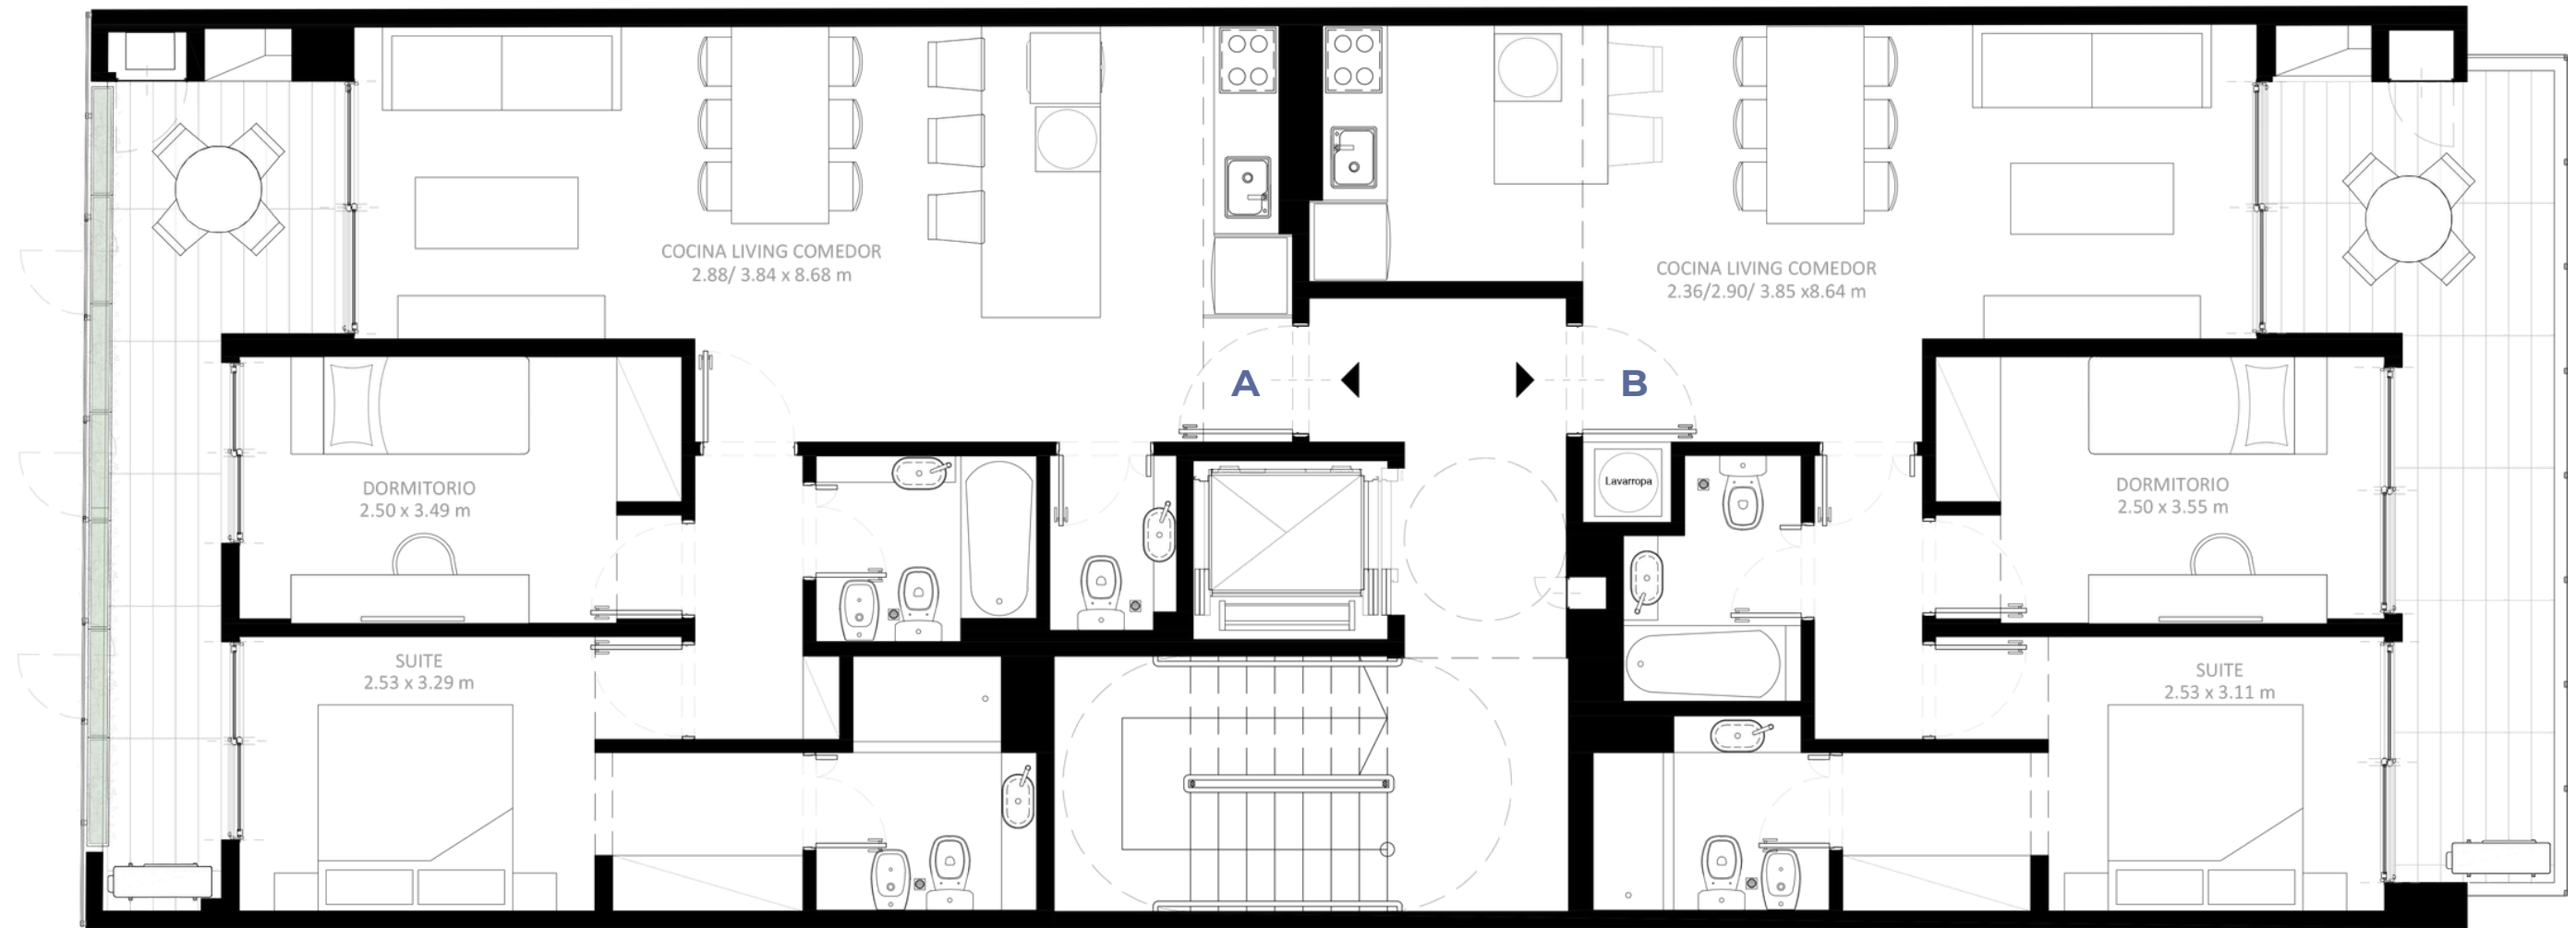 COCINA LIVING COMEDOR
2.88/ 3.84 x 8.68 m
COCINA LIVING COMEDOR
2.36/2.90/ 3.85 x8.64 m
A
B
DORMITORIO
2.50 x 3.49 m
Lavarropa
DORMITORIO
2.50 x 3.55 m
SUITE
2.53 x 3.29 m
SUITE
2.53 x 3.11 m